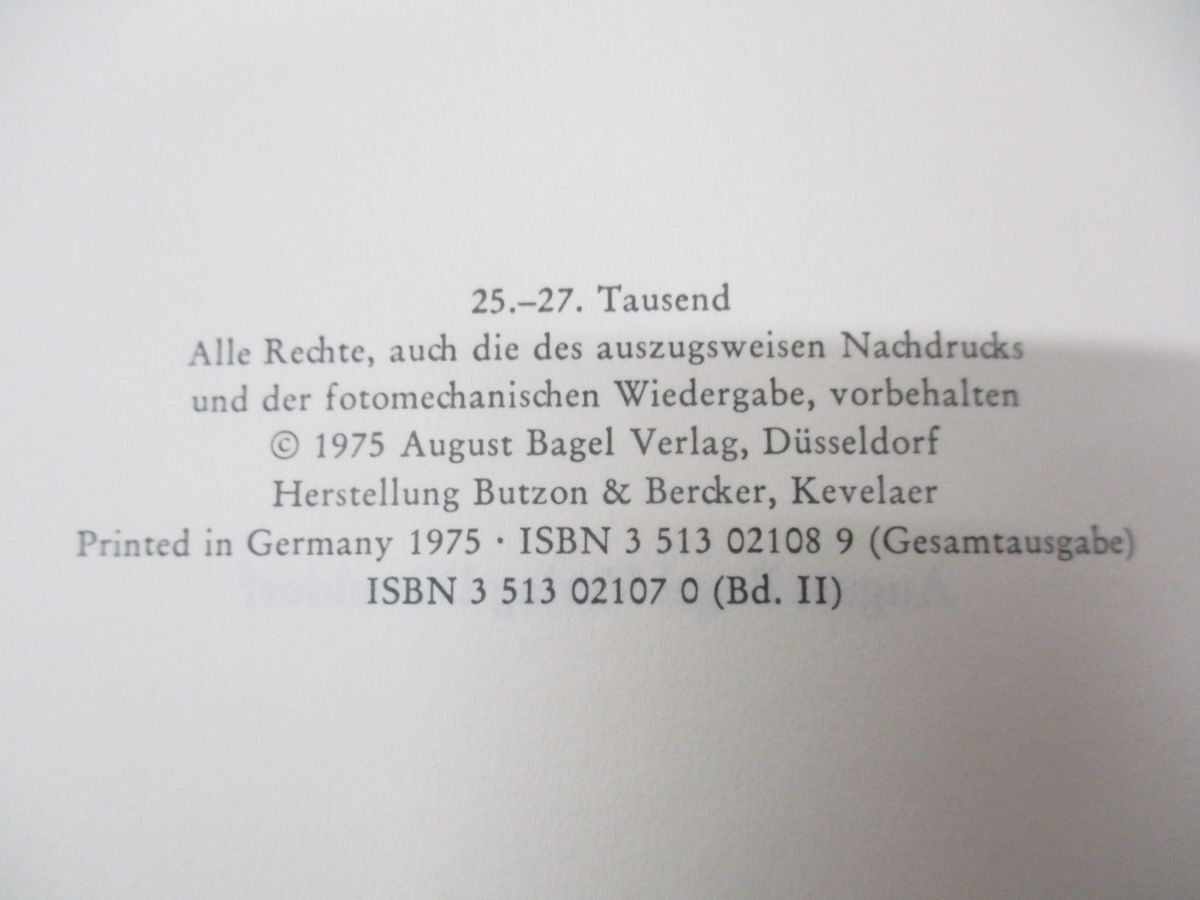 25.–27. Tausend
Alle Rechte, auch die des auszugsweisen Nachdrucks
und der fotomechanischen Wiedergabe, vorbehalten
© 1975 August Bagel Verlag, Düsseldorf
Herstellung Butzon & Bercker, Kevelaer
Printed in Germany 1975 · ISBN 3 513 02108 9 (Gesamtausgabe)
ISBN 3 513 02107 0 (Bd. II)